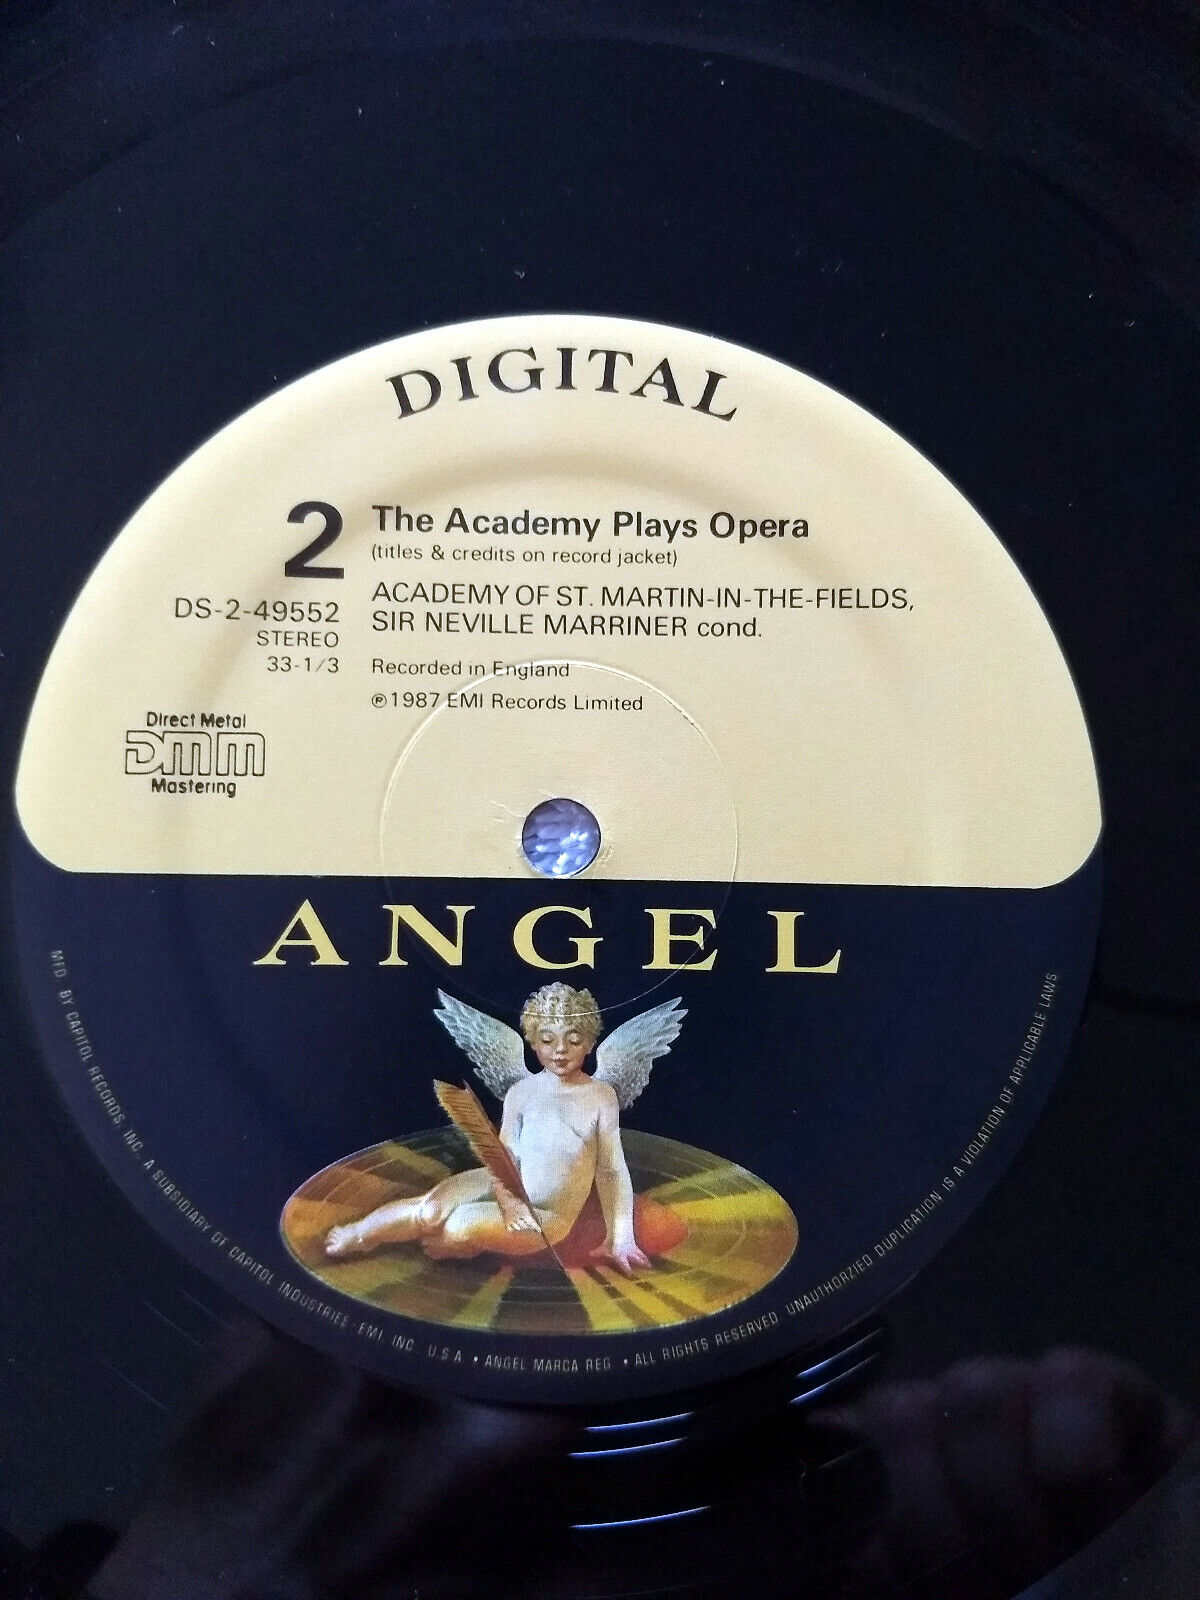 DIGITAL
2
The Academy Plays Opera
(titles & credits on record jacket)
DS-2-49552
STEREO
33-1/3
ACADEMY OF ST. MARTIN-IN-THE-FIELDS,
SIR NEVILLE MARRINER cond.
Recorded in England
℗1987 EMI Records Limited
Direct Metal
DMM
Mastering
ANGEL
MFD. BY CAPITOL RECORDS, INC. A SUBSIDIARY OF CAPITOL INDUSTRIES-EMI, INC. U.S.A. • ANGEL MARCA REG. • ALL RIGHTS RESERVED. UNAUTHORZIED DUPLICATION IS A VIOLATION OF APPLICABLE LAWS